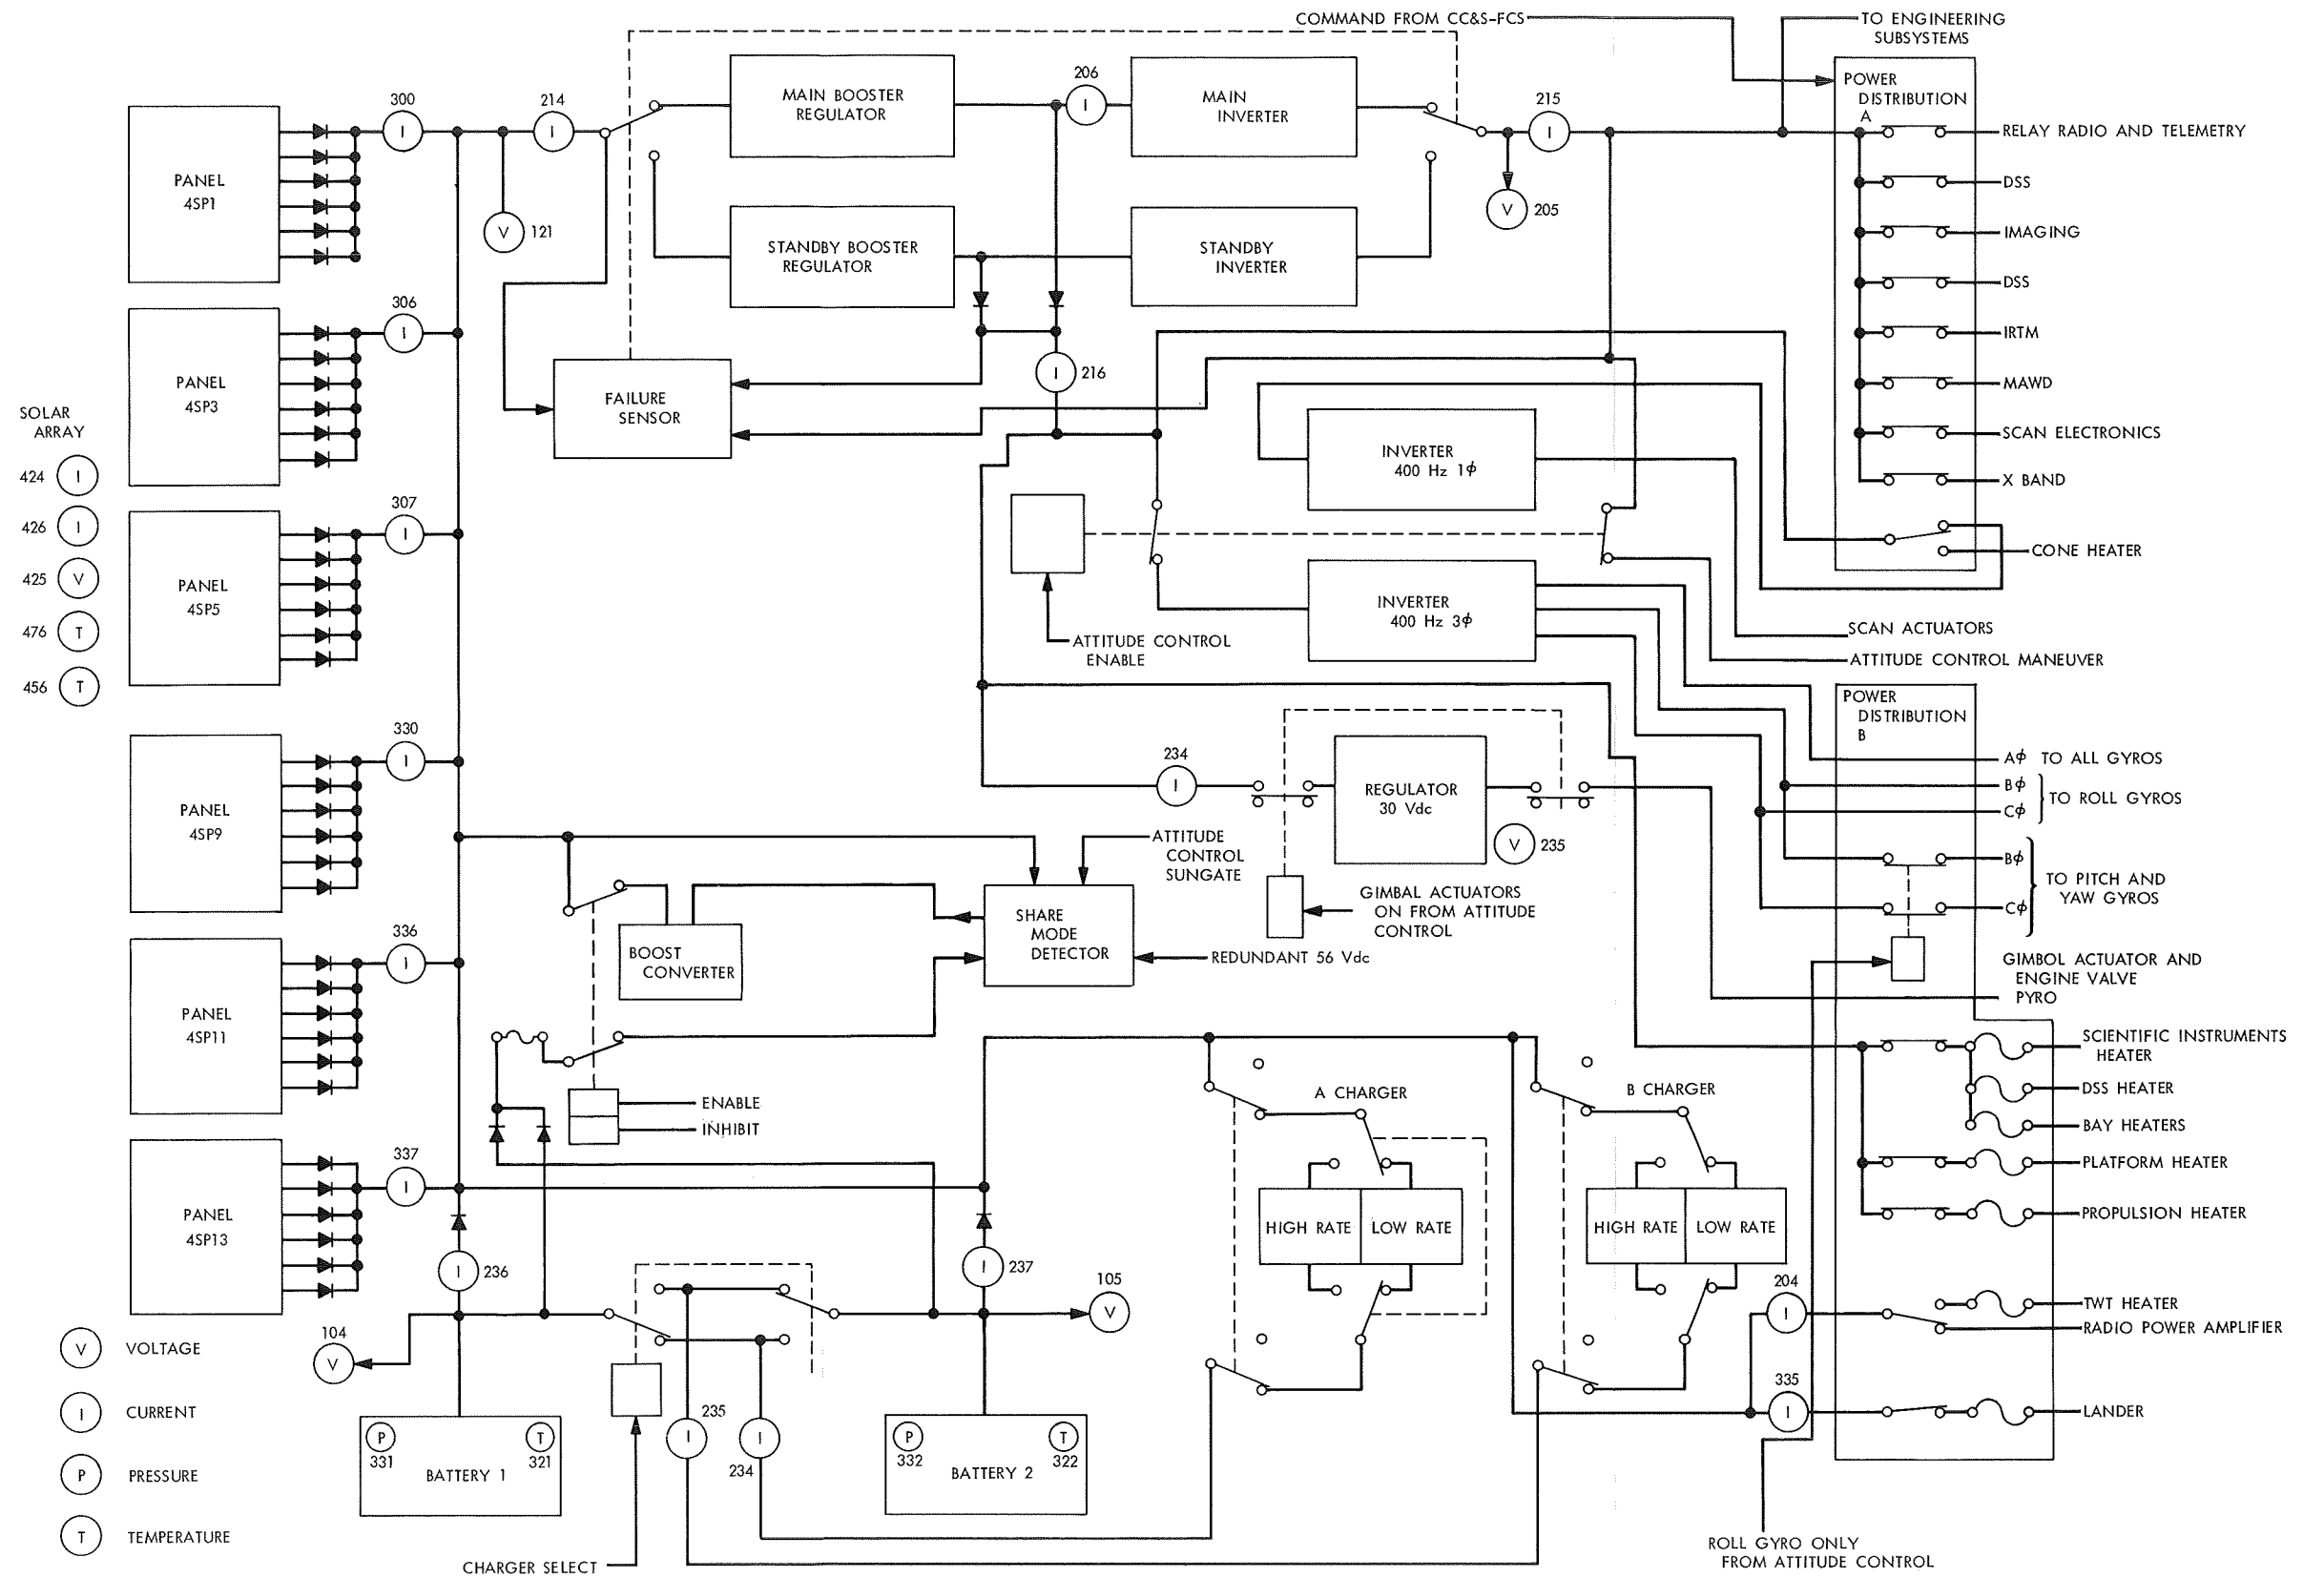 COMMAND FROM CC&S-FCS
TO ENGINEERING
SUBSYSTEMS
POWER
DISTRIBUTION
A
RELAY RADIO AND TELEMETRY
DSS
IMAGING
DSS
IRTM
MAWD
SCAN ELECTRONICS
X BAND
CONE HEATER
MAIN BOOSTER
REGULATOR
206
I
MAIN
INVERTER
215
I
V
205
STANDBY BOOSTER
REGULATOR
STANDBY
INVERTER
300
I
214
I
V
121
PANEL
4SP1
306
I
PANEL
4SP3
FAILURE
SENSOR
I
216
INVERTER
400 Hz 1ϕ
SOLAR
ARRAY
424
I
426
I
425
V
476
T
456
T
307
I
PANEL
4SP5
ATTITUDE CONTROL
ENABLE
INVERTER
400 Hz 3ϕ
SCAN ACTUATORS
ATTITUDE CONTROL MANEUVER
POWER
DISTRIBUTION
B
Aϕ TO ALL GYROS
Bϕ
Cϕ
TO ROLL GYROS
Bϕ
Cϕ
TO PITCH AND
YAW GYROS
330
I
PANEL
4SP9
234
I
REGULATOR
30 Vdc
V
235
ATTITUDE
CONTROL
SUNGATE
GIMBAL ACTUATORS
ON FROM ATTITUDE
CONTROL
SHARE
MODE
DETECTOR
REDUNDANT 56 Vdc
BOOST
CONVERTER
336
I
PANEL
4SP11
GIMBOL ACTUATOR AND
ENGINE VALVE
PYRO
SCIENTIFIC INSTRUMENTS
HEATER
DSS HEATER
BAY HEATERS
PLATFORM HEATER
PROPULSION HEATER
ENABLE
INHIBIT
A CHARGER
B CHARGER
337
I
PANEL
4SP13
HIGH RATE
LOW RATE
HIGH RATE
LOW RATE
I
236
I
237
105
V
204
I
TWT HEATER
RADIO POWER AMPLIFIER
104
V
335
I
LANDER
V
VOLTAGE
I
CURRENT
P
PRESSURE
T
TEMPERATURE
P
331
T
321
BATTERY 1
235
I
I
234
P
332
T
322
BATTERY 2
CHARGER SELECT
ROLL GYRO ONLY
FROM ATTITUDE CONTROL